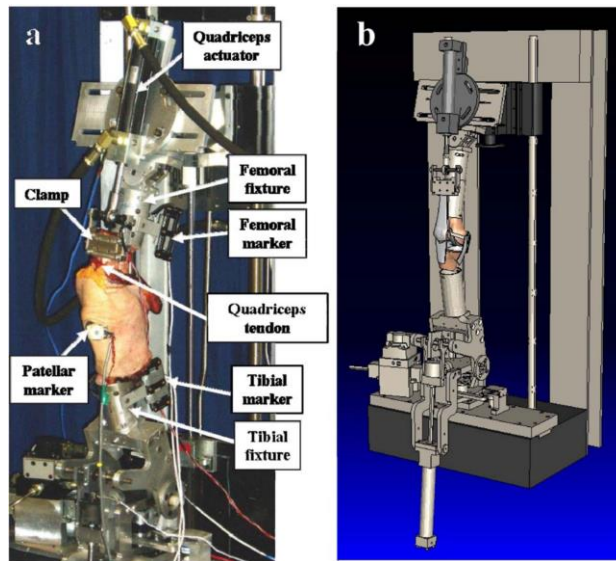 a
Quadriceps
actuator
Femoral
fixture
Clamp
Femoral
marker
Quadriceps
tendon
Patellar
marker
Tibial
marker
Tibial
fixture
b